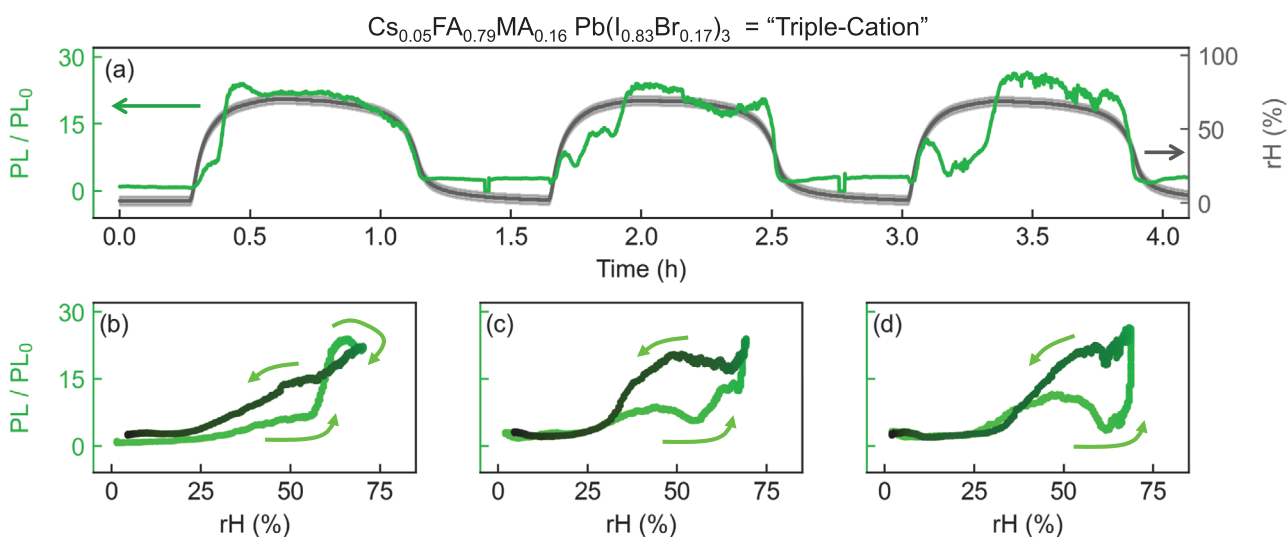 Cs0.05FA0.79MA0.16 Pb(I0.83Br0.17)3 = “Triple-Cation”
(a)
PL / PL0
30
15
0
100
50
0
rH (%)
0.0 0.5 1.0 1.5 2.0 2.5 3.0 3.5 4.0
Time (h)
(b) (c) (d)
PL / PL0
30
15
0
0 25 50 75 0 25 50 75 0 25 50 75
rH (%) rH (%) rH (%)